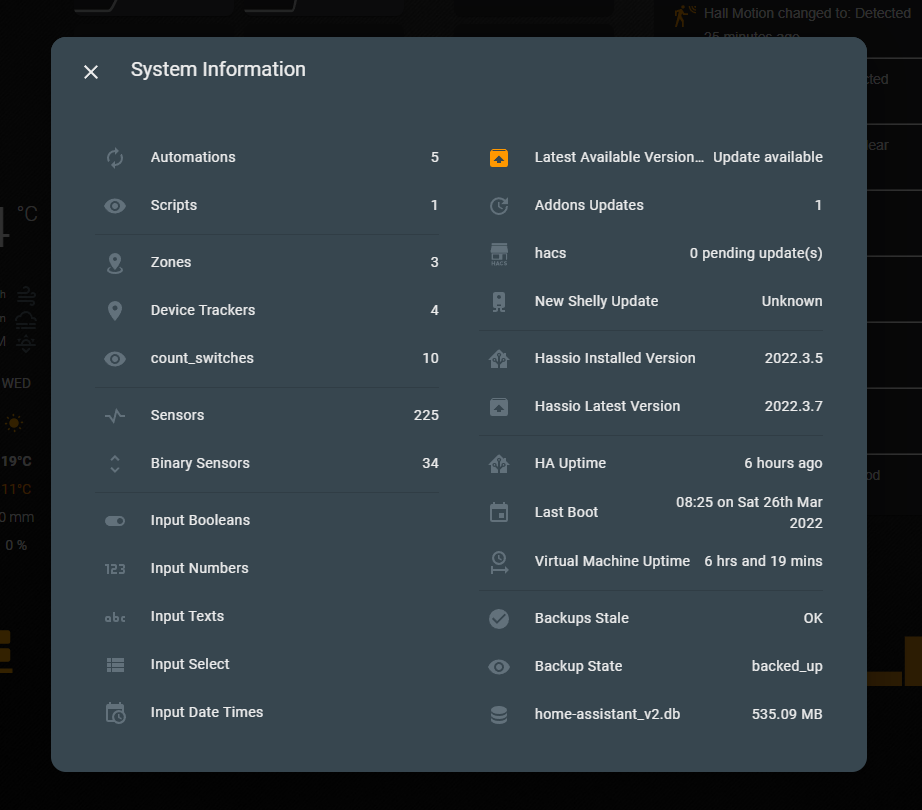 Hall Motion changed to: Detected
25 minutes ago
System Information
Automations 5
Scripts 1
Zones 3
Device Trackers 4
count_switches 10
Sensors 225
Binary Sensors 34
Input Booleans
123 Input Numbers
abc Input Texts
Input Select
Input Date Times
Latest Available Version... Update available
Addons Updates 1
HACS hacs 0 pending update(s)
New Shelly Update Unknown
Hassio Installed Version 2022.3.5
Hassio Latest Version 2022.3.7
HA Uptime 6 hours ago
Last Boot 08:25 on Sat 26th Mar
2022
Virtual Machine Uptime 6 hrs and 19 mins
Backups Stale OK
Backup State backed_up
home-assistant_v2.db 535.09 MB
°C
WED
19°C
11°C
0 mm
0 %